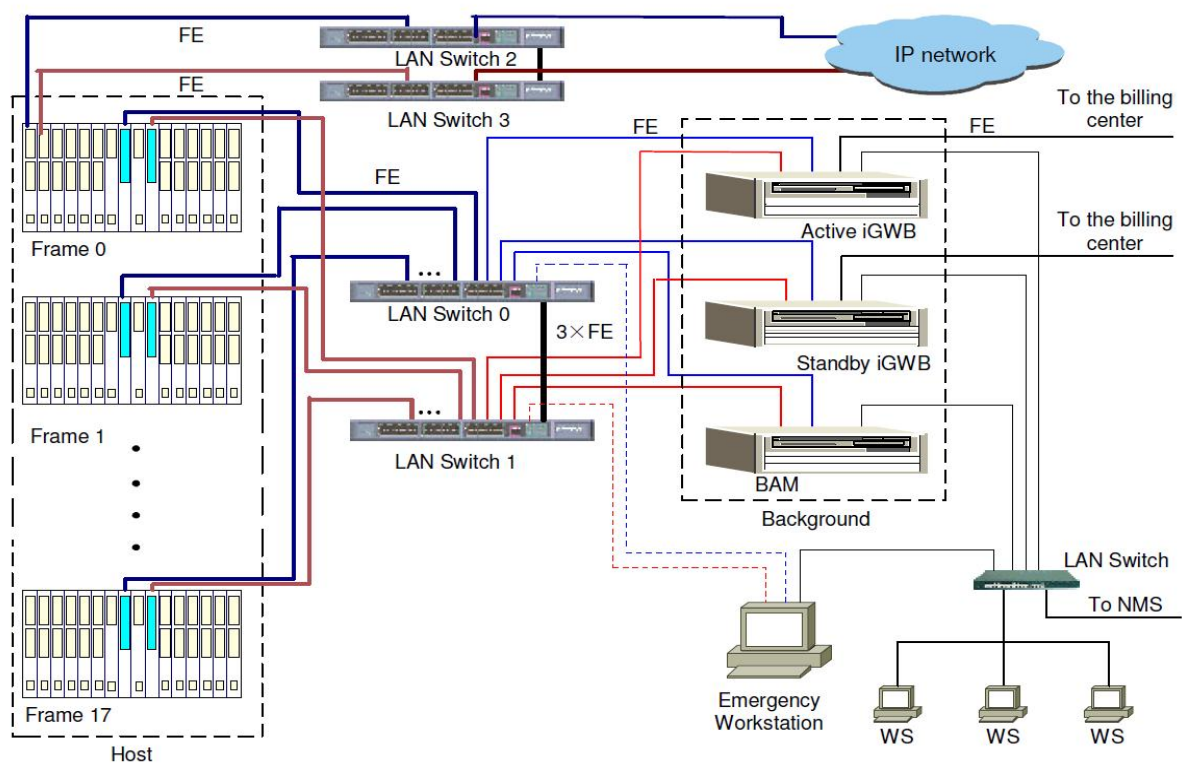 FE
LAN Switch 2
IP network
FE
LAN Switch 3
To the billing
center
FE
FE
FE
Frame 0
Active iGWB
To the billing
center
...
LAN Switch 0
3×FE
Standby iGWB
Frame 1
...
LAN Switch 1
BAM
Background
LAN Switch
To NMS
Emergency
Workstation
Frame 17
WS
WS
WS
Host